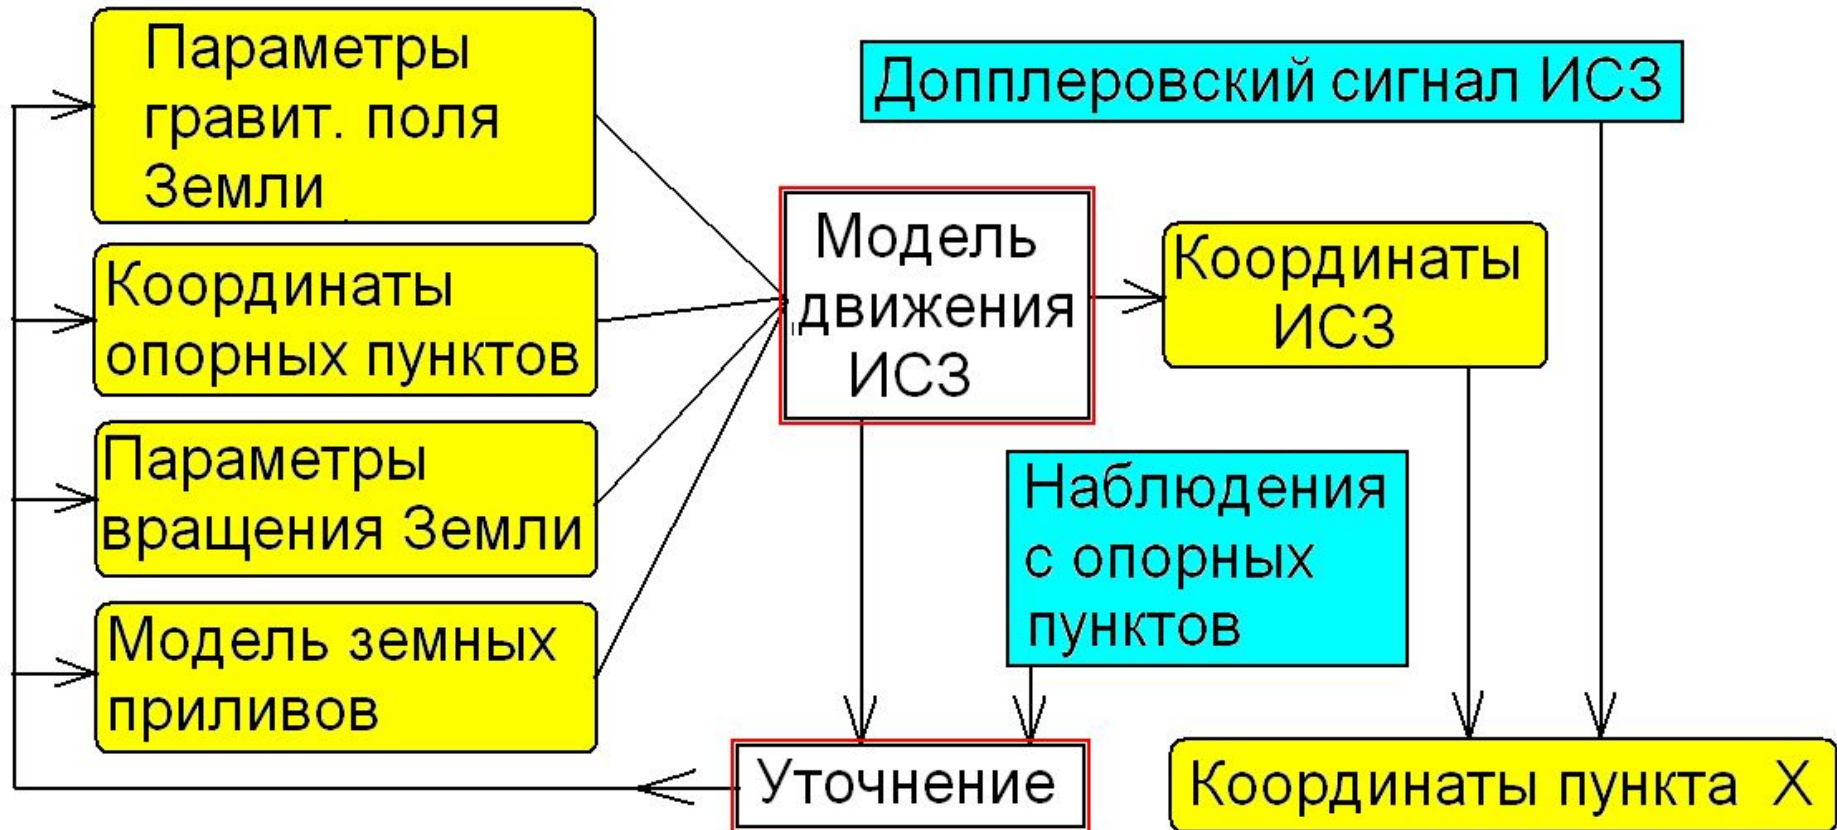 Параметры
гравит. поля
Земли
Координаты
опорных пунктов
Параметры
вращения Земли
Модель земных
приливов
Модель
движения
ИСЗ
Уточнение
Допплеровский сигнал ИСЗ
Координаты
ИСЗ
Наблюдения
с опорных
пунктов
Координаты пункта X